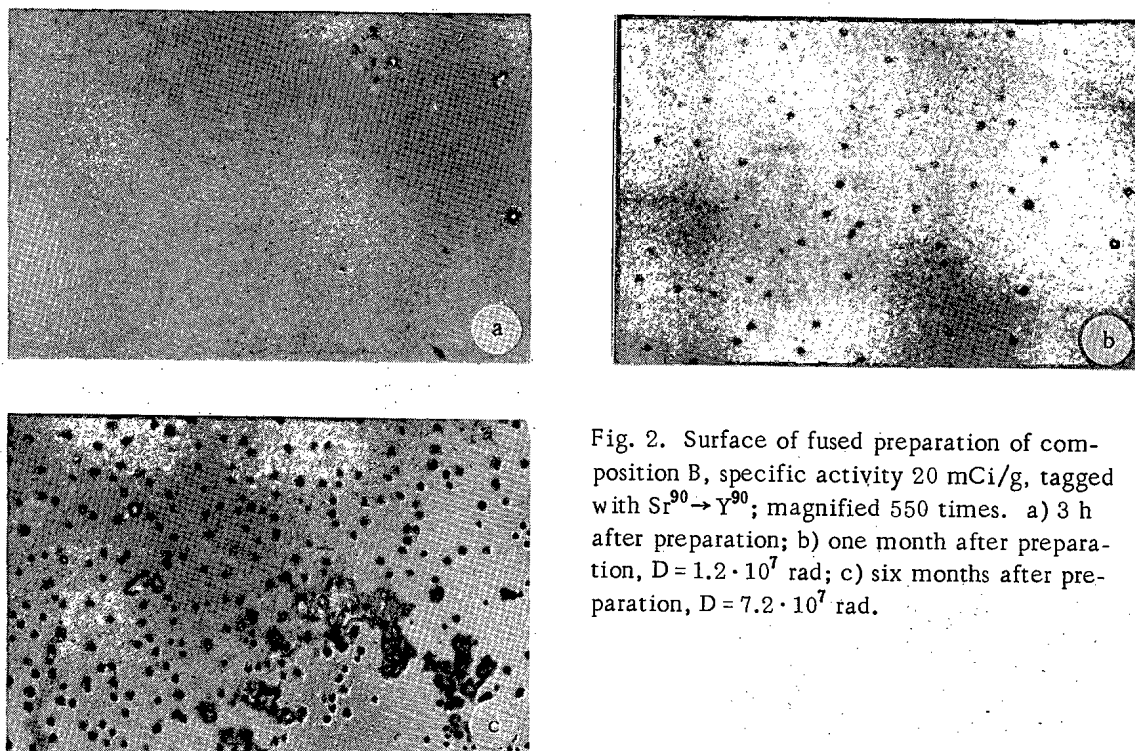 a
b
c
Fig. 2. Surface of fused preparation of com-
position B, specific activity 20 mCi/g, tagged
with Sr⁹⁰→Y⁹⁰; magnified 550 times. a) 3 h
after preparation; b) one month after prepara-
tion, D = 1.2 · 10⁷ rad; c) six months after pre-
paration, D = 7.2 · 10⁷ rad.